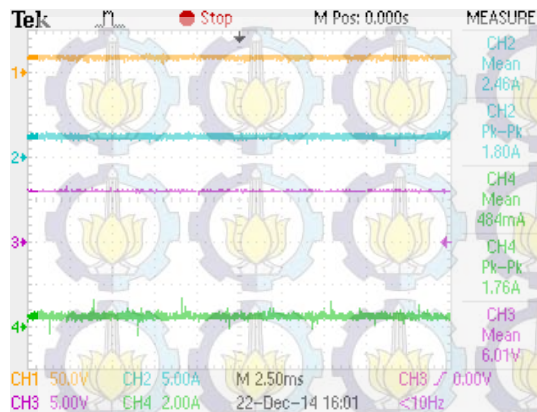 Tek Stop M Pos: 0.000s MEASURE
CH2
Mean
2.46A
CH2
Pk-Pk
1.80A
CH4
Mean
484mA
CH4
Pk-Pk
1.76A
CH3
Mean
6.01V
1
2
3
4
CH1 50.0V CH2 5.00A M 2.50ms CH3 0.00V
CH3 5.00V CH4 2.00A 22-Dec-14 16:01 <10Hz